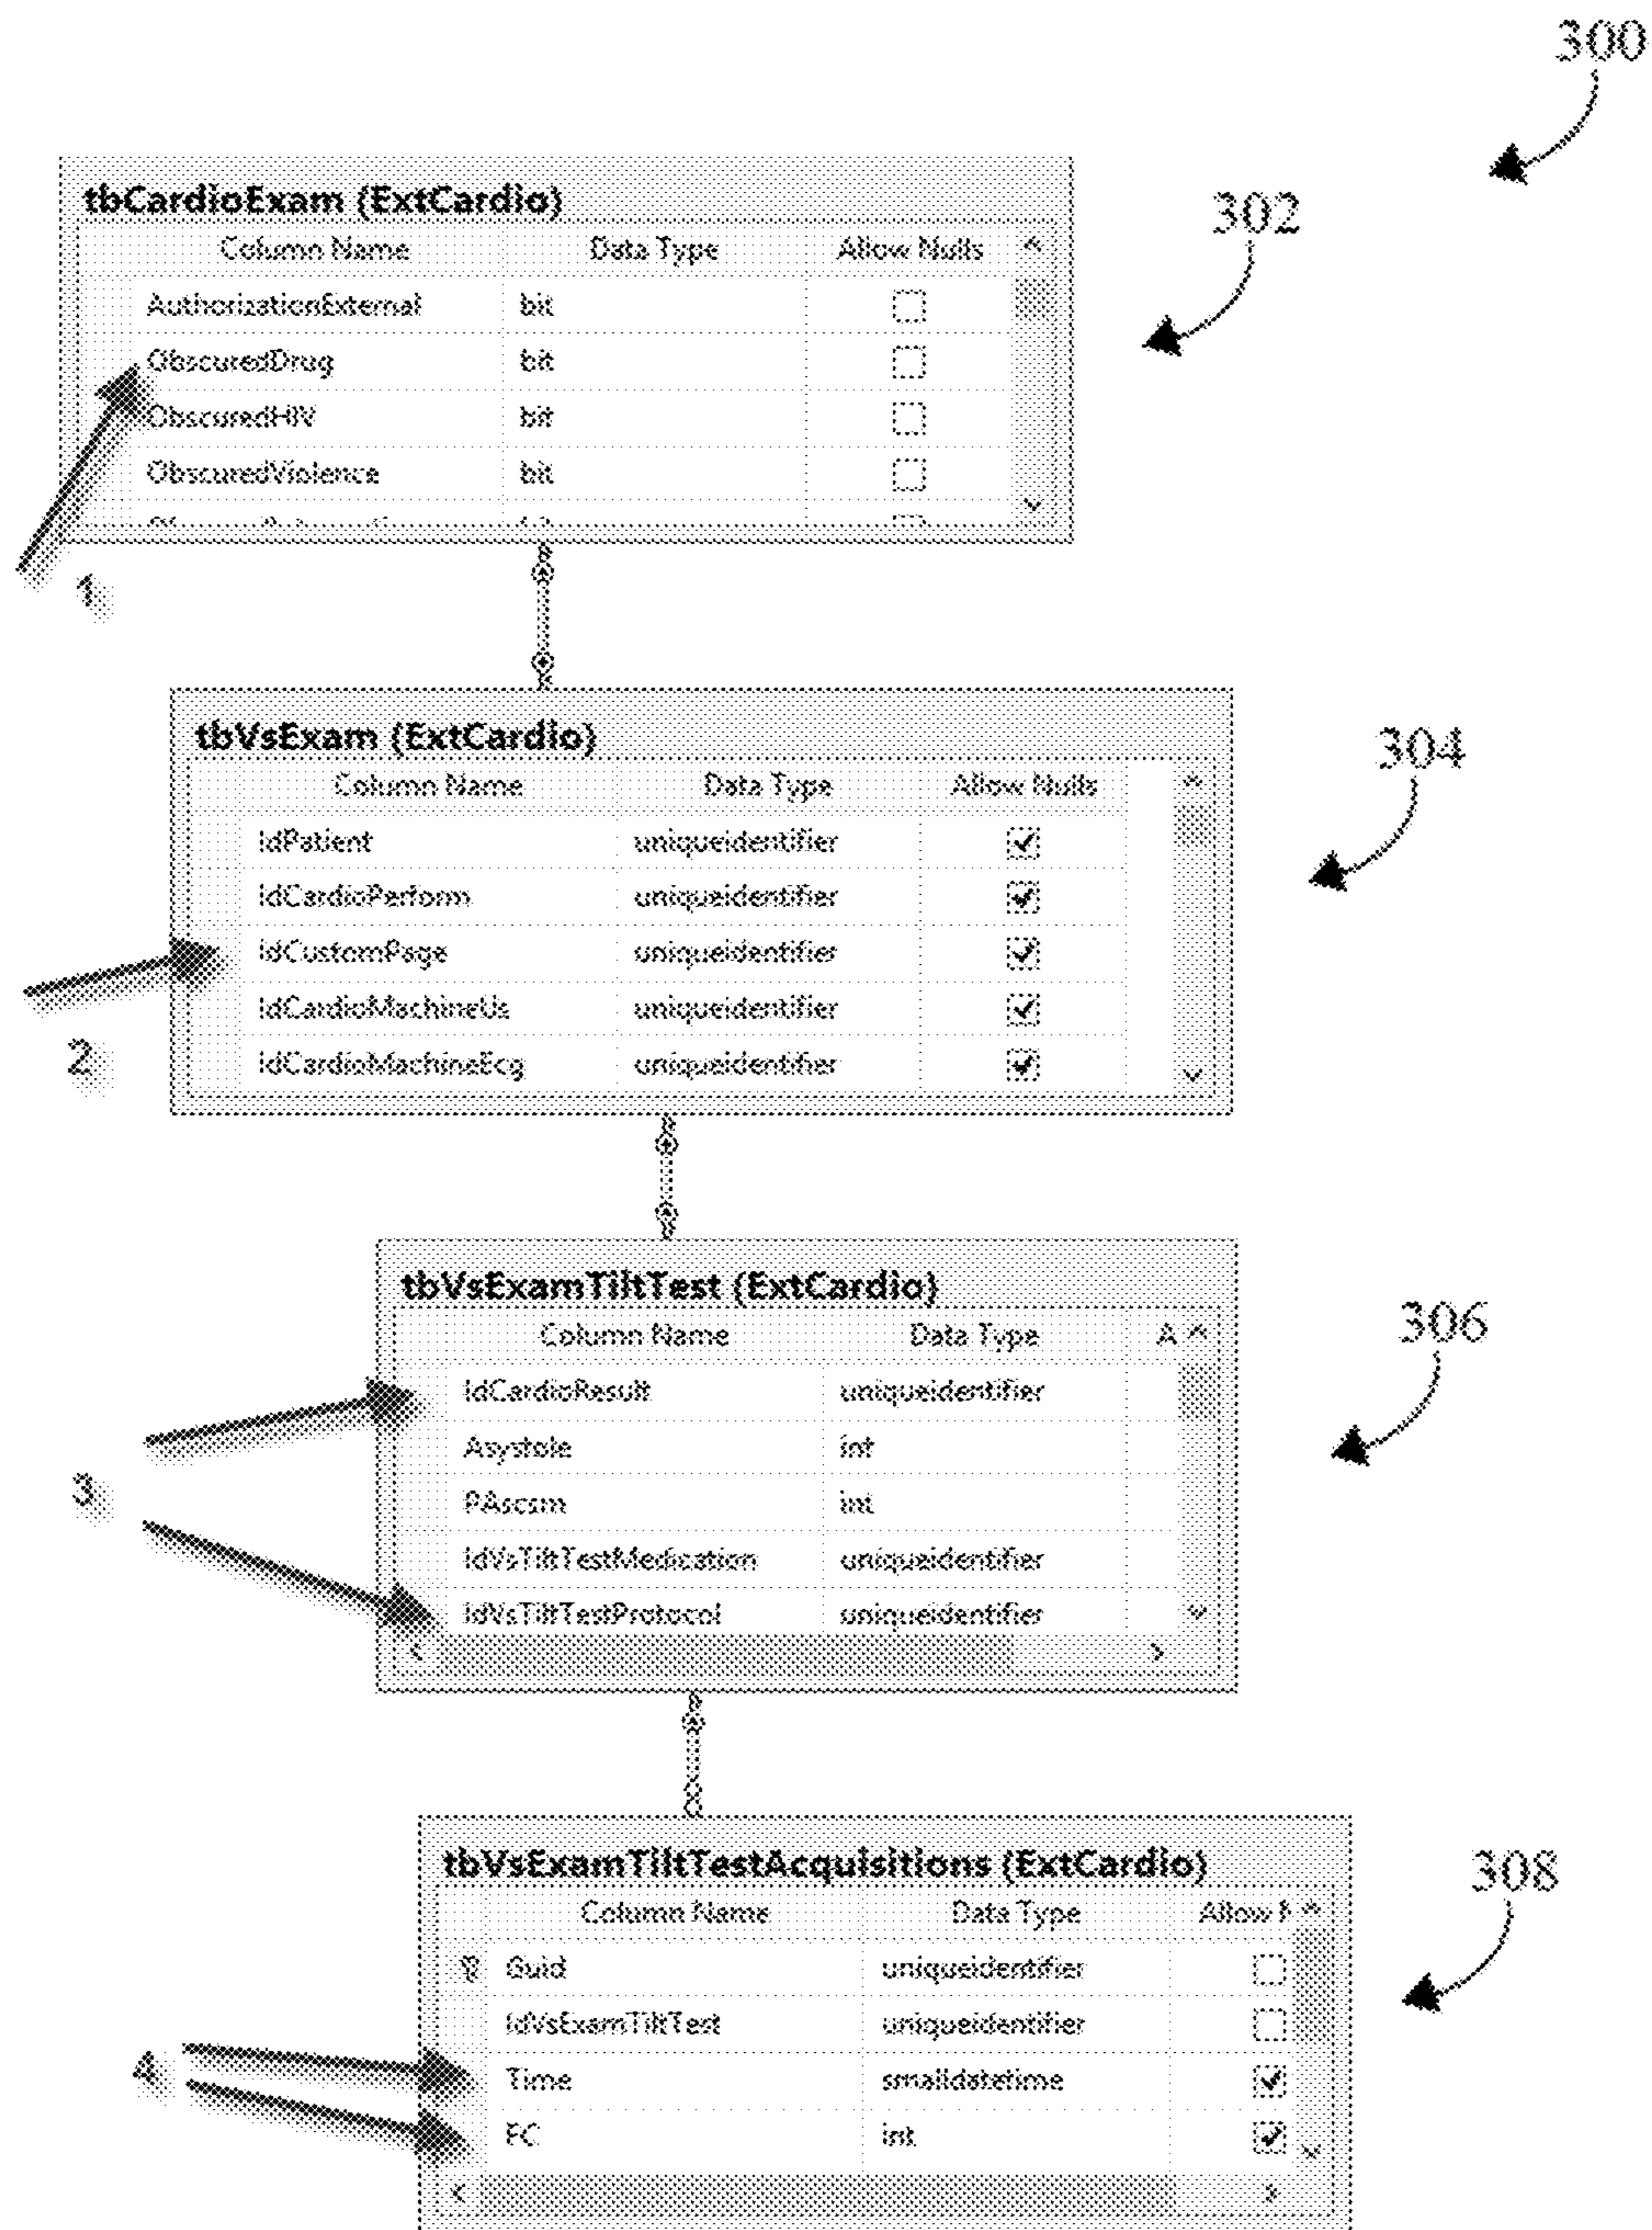 300
302
tbCardioExam (ExtCardio)
Column Name Data Type Allow Nulls
AuthorizationExternal bit
ObscuredDrug bit
ObscuredHIV bit
ObscuredViolence bit
1
304
tbVsExam (ExtCardio)
Column Name Data Type Allow Nulls
IdPatient uniqueidentifier
IdCardioPerform uniqueidentifier
IdCustomPage uniqueidentifier
IdCardioMachineUs uniqueidentifier
IdCardioMachineEcg uniqueidentifier
2
306
tbVsExamTiltTest (ExtCardio)
Column Name Data Type A
IdCardioResult uniqueidentifier
Asystole int
PAscsm int
IdVsTiltTestMedication uniqueidentifier
IdVsTiltTestProtocol uniqueidentifier
3
308
tbVsExamTiltTestAcquisitions (ExtCardio)
Column Name Data Type Allow
Guid uniqueidentifier
IdVsExamTiltTest uniqueidentifier
Time smalldatetime
FC int
4